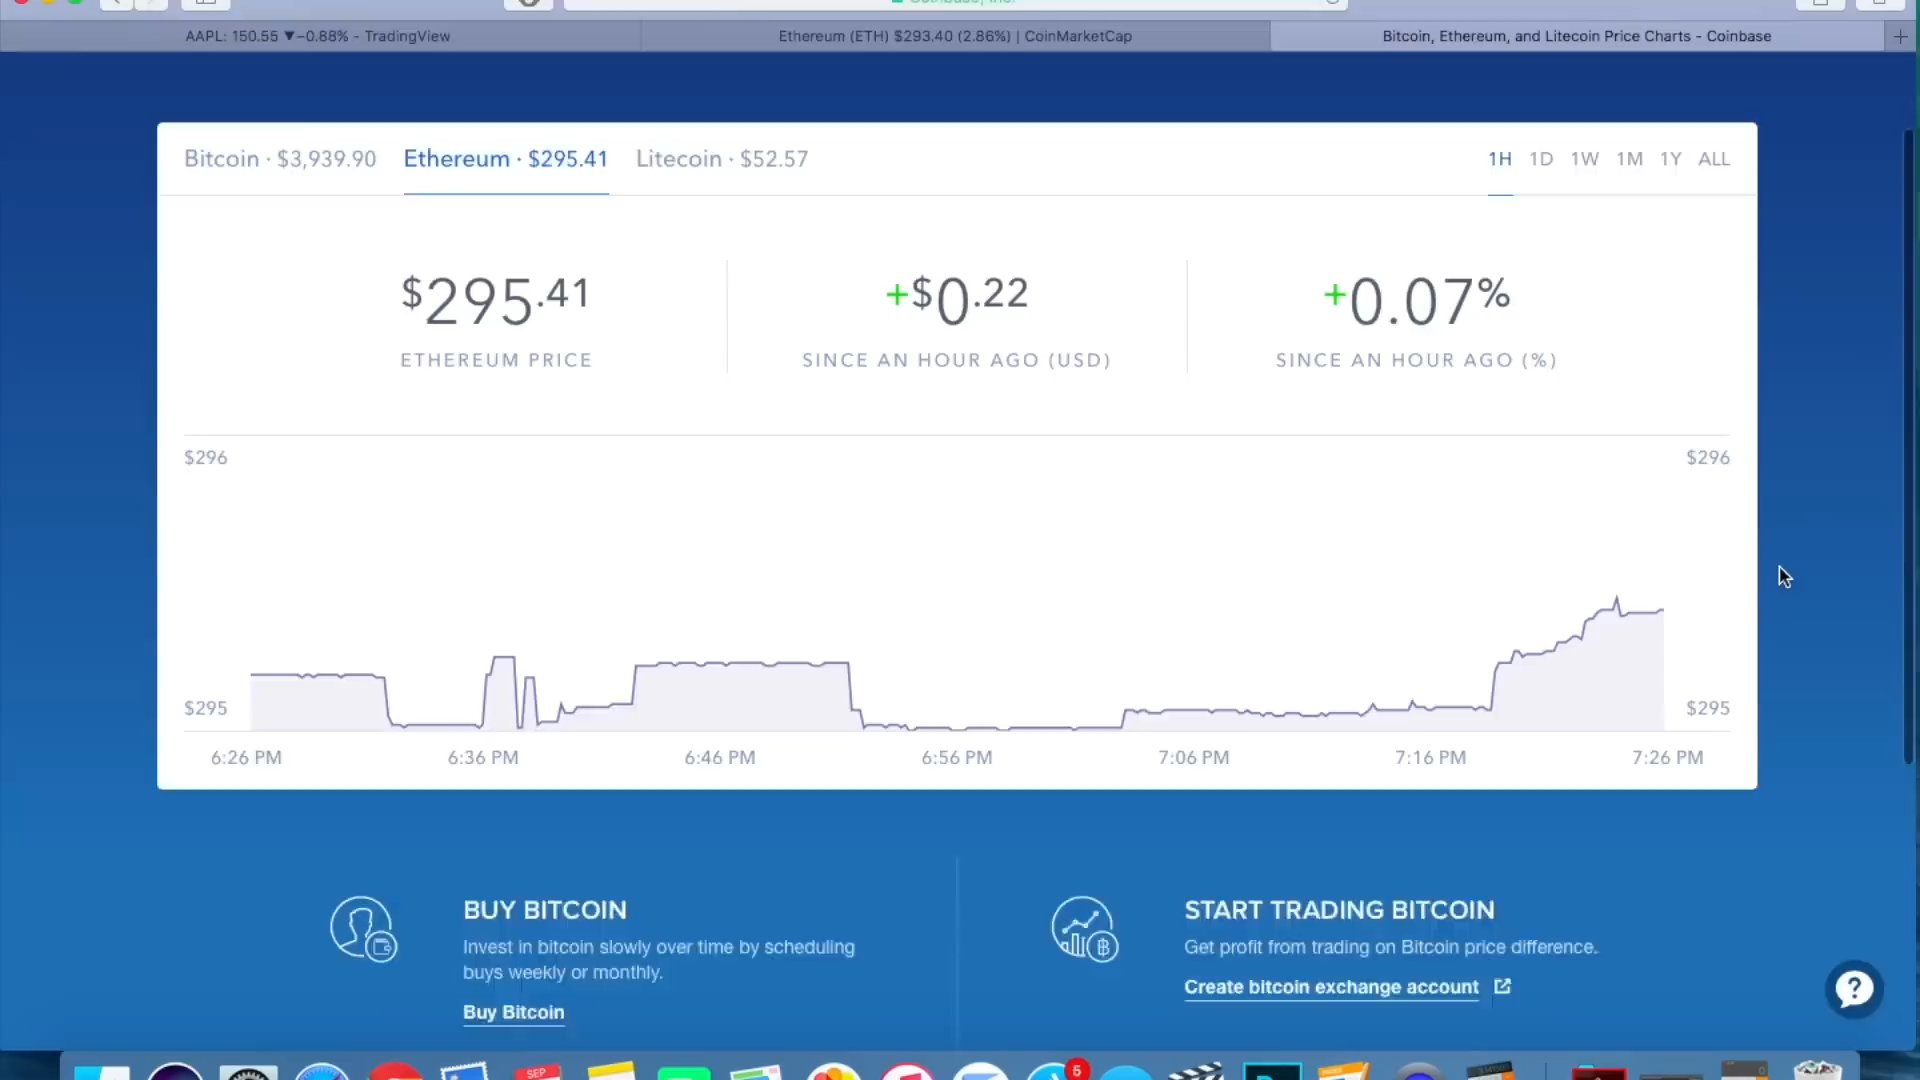 AAPL: 150.55 ▼−0.88% - TradingView
Ethereum (ETH) $293.40 (2.86%) | CoinMarketCap
Bitcoin, Ethereum, and Litecoin Price Charts - Coinbase
Bitcoin · $3,939.90 Ethereum · $295.41 Litecoin · $52.57
1H 1D 1W 1M 1Y ALL
$295.41 +$0.22 +0.07%
ETHEREUM PRICE SINCE AN HOUR AGO (USD) SINCE AN HOUR AGO (%)
$296 $296
$295 $295
6:26 PM 6:36 PM 6:46 PM 6:56 PM 7:06 PM 7:16 PM 7:26 PM
BUY BITCOIN
Invest in bitcoin slowly over time by scheduling
buys weekly or monthly.
Buy Bitcoin
START TRADING BITCOIN
Get profit from trading on Bitcoin price difference.
Create bitcoin exchange account
?
SEP
5